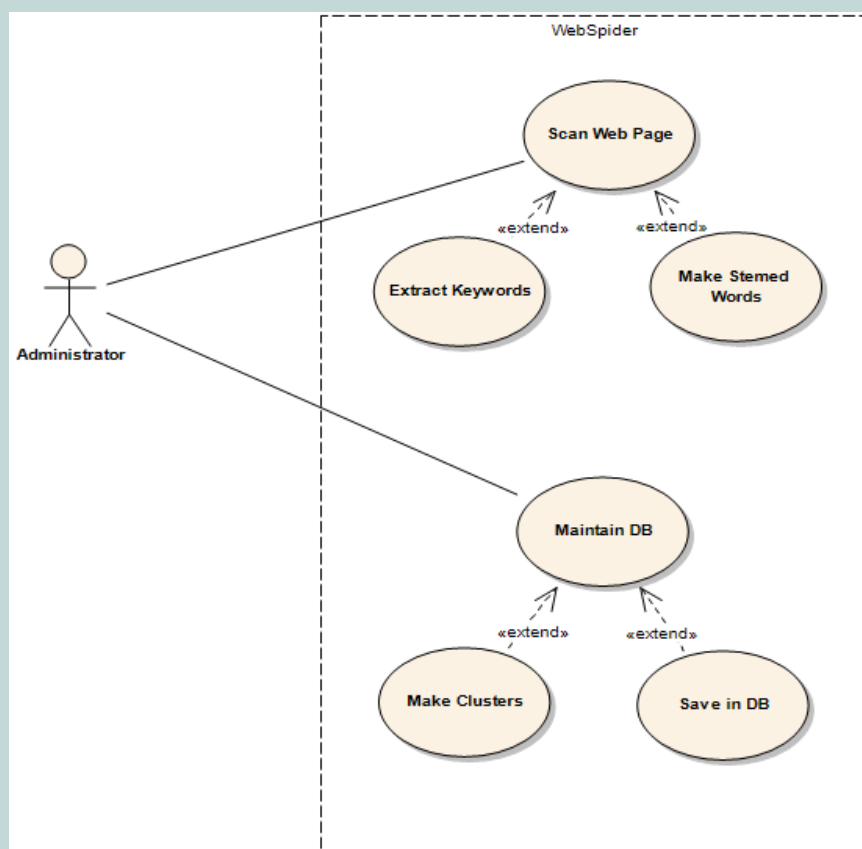 WebSpider
Scan Web Page
«extend»
«extend»
Extract Keywords
Make Stemed
Words
Administrator
Maintain DB
«extend»
«extend»
Make Clusters
Save in DB